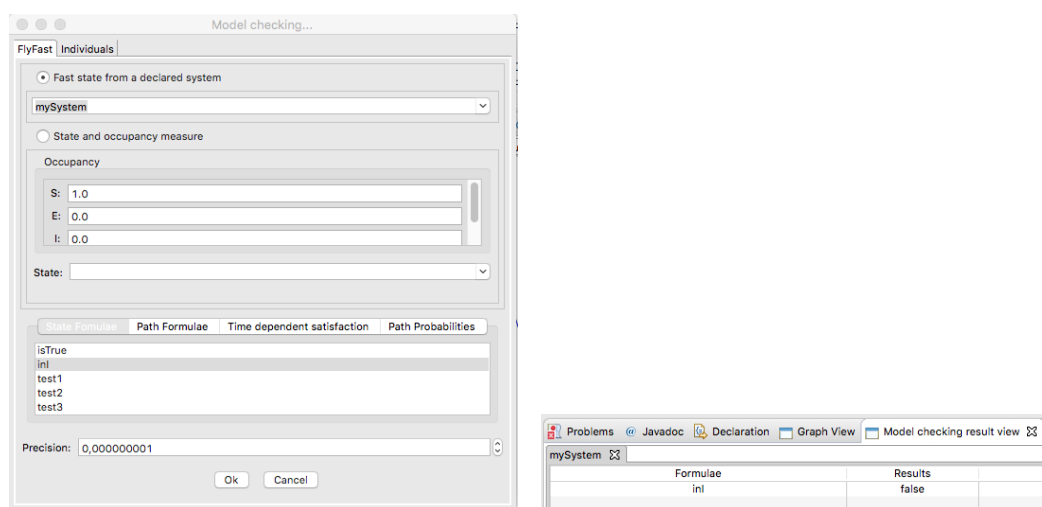 Model checking...
FlyFast Individuals
Fast state from a declared system
mySystem
State and occupancy measure
Occupancy
S: 1.0
E: 0.0
I: 0.0
State:
State Fomulae Path Formulae Time dependent satisfaction Path Probabilities
isTrue
inI
test1
test2
test3
Precision: 0,000000001
Ok Cancel
Problems @ Javadoc Declaration Graph View Model checking result view
mySystem
Formulae Results
inI false